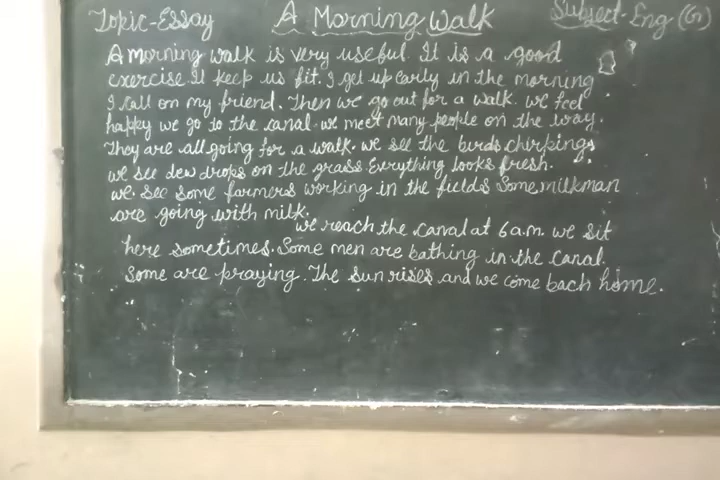 Topic-Essay A Morning Walk Subject-Eng-(G)
A morning walk is very useful. It is a good
exercise. It keep us fit. I get up early in the morning
I call on my friend. Then we go out for a walk. we feel
happy we go to the canal. we meet many people on the way.
They are all going for a walk. we see the birds chirpings
we see dew drops on the grass. Everything looks fresh.
we. see some farmers working in the fields Some milkman
are going with milk.
we reach the canal at 6 a.m. we sit
here sometimes. Some men are bathing in the canal.
some are praying. The sun rises and we come back home.